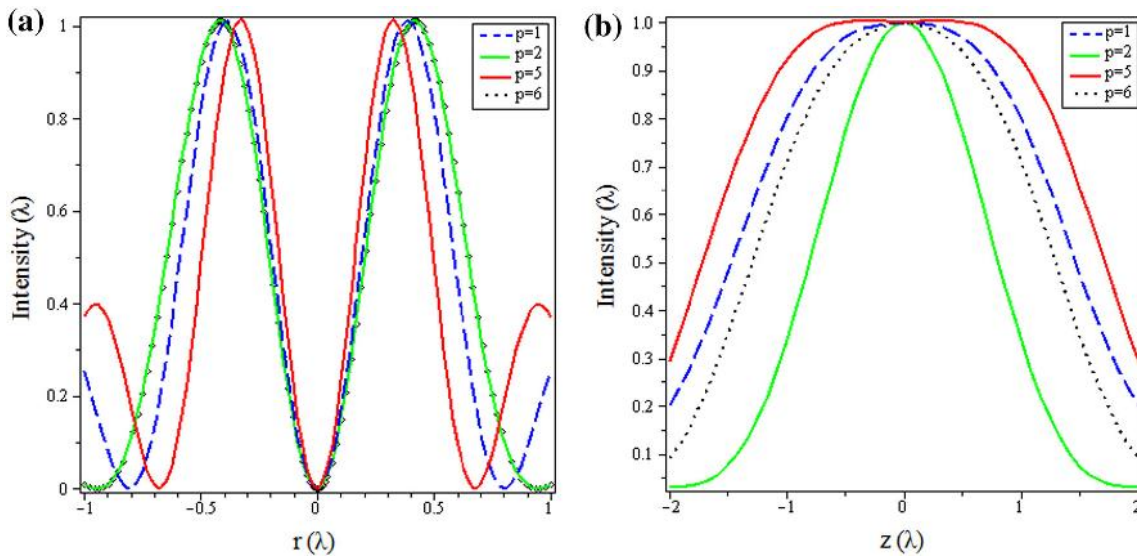 (a)
p=1
p=2
p=5
p=6
1
0.8
0.6
0.4
0.2
0
Intensity (λ)
−1
−0.5
0
0.5
1
r (λ)
(b)
p=1
p=2
p=5
p=6
1.0
0.9
0.8
0.7
0.6
0.5
0.4
0.3
0.2
0.1
Intensity (λ)
−2
−1
0
1
2
z (λ)